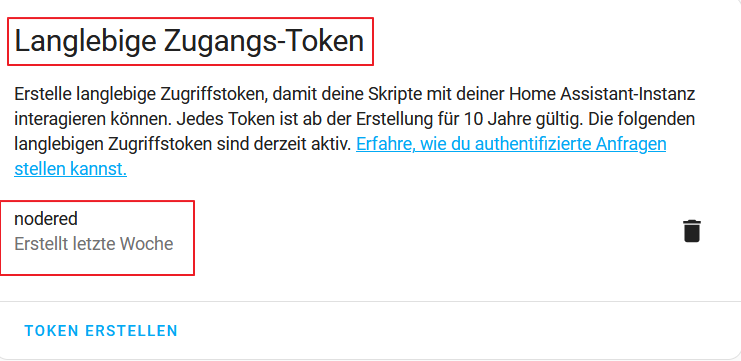 Langlebige Zugangs-Token
Erstelle langlebige Zugriffstoken, damit deine Skripte mit deiner Home Assistant-Instanz
interagieren können. Jedes Token ist ab der Erstellung für 10 Jahre gültig. Die folgenden
langlebigen Zugriffstoken sind derzeit aktiv. Erfahre, wie du authentifizierte Anfragen
stellen kannst.
nodered
Erstellt letzte Woche
TOKEN ERSTELLEN